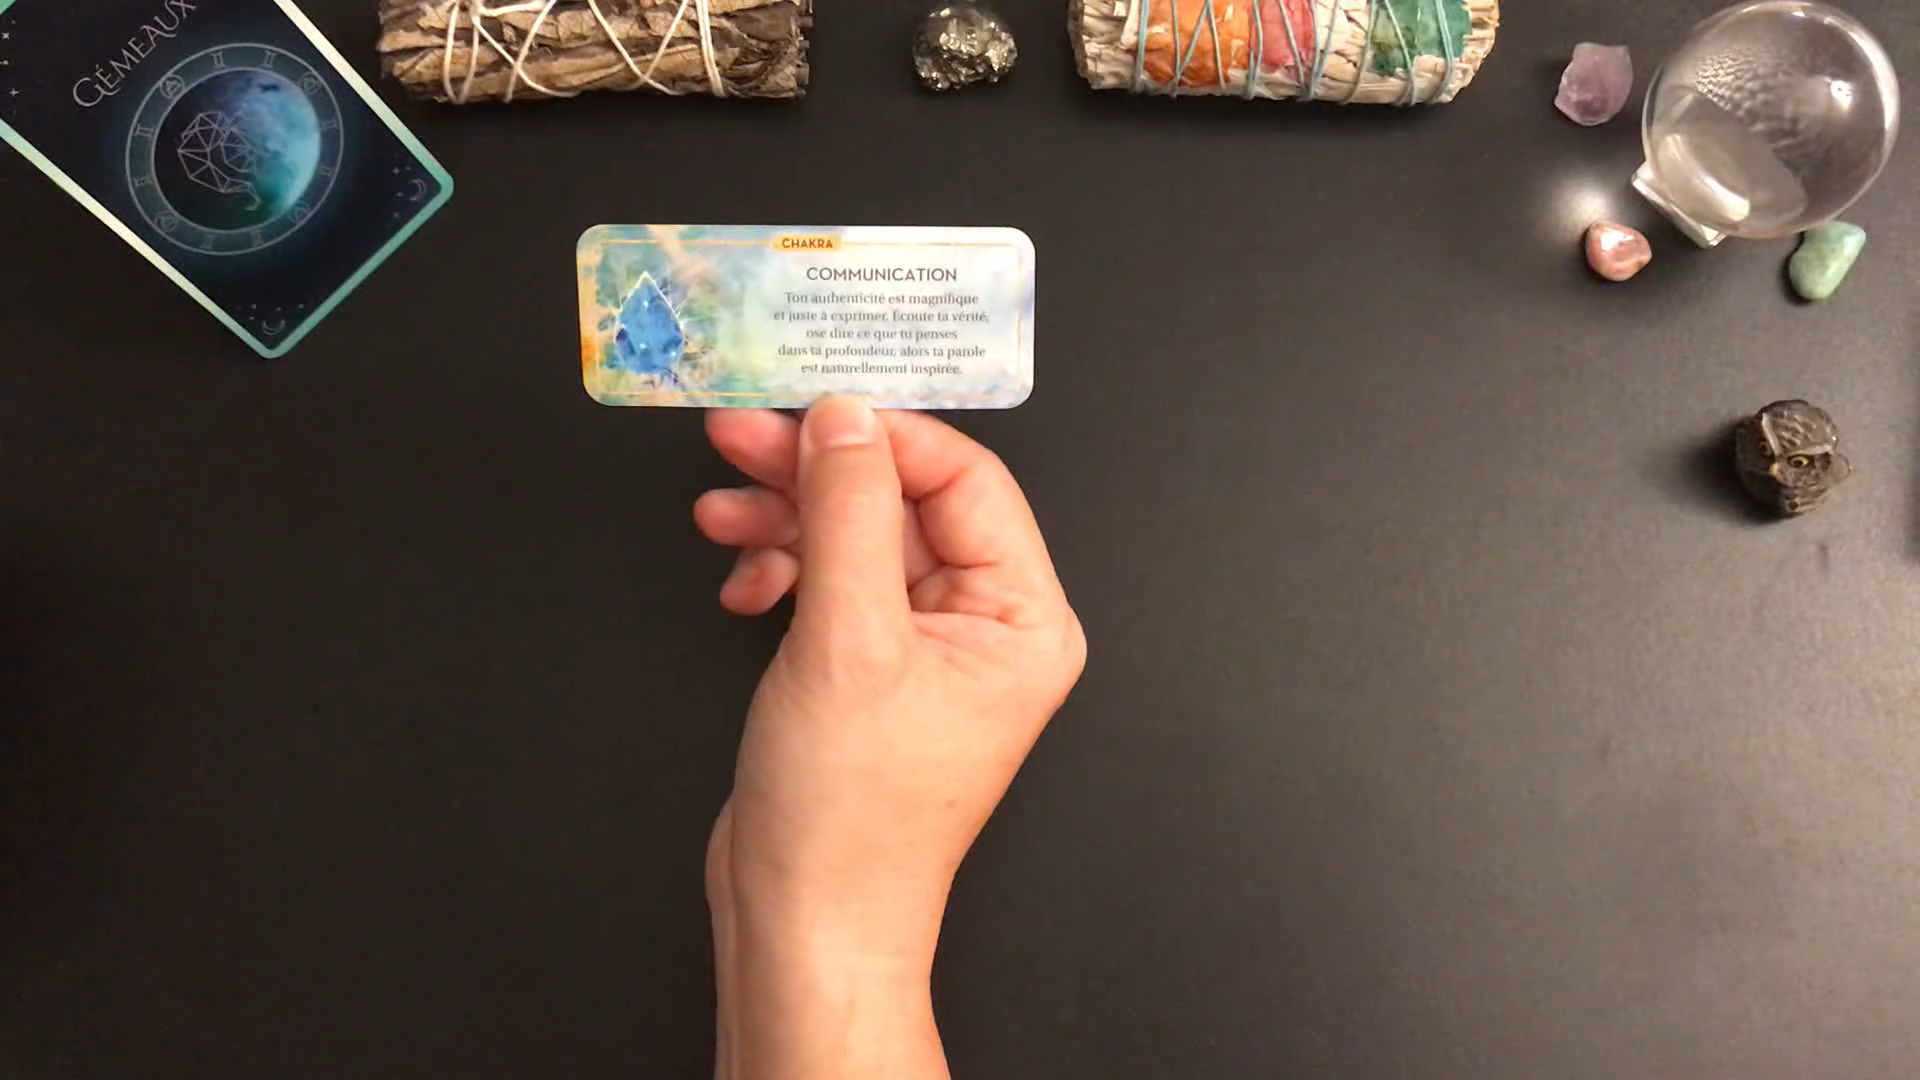 GÉMEAUX
CHAKRA
COMMUNICATION
Ton authenticité est magnifique
et juste à exprimer. Écoute ta vérité,
ose dire ce que tu penses
dans ta profondeur, alors ta parole
est naturellement inspirée.